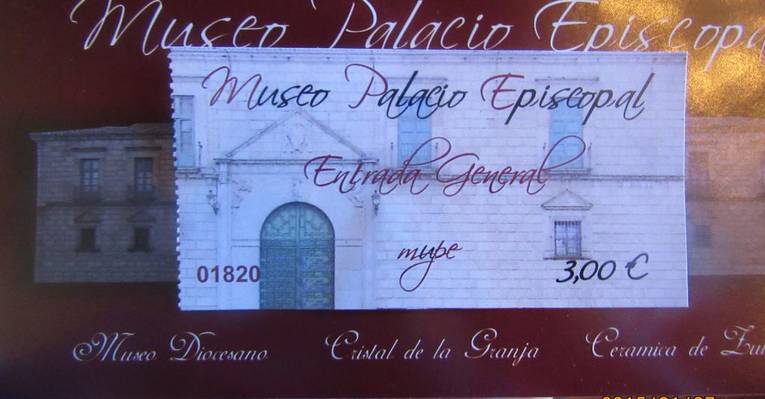 Museo Palacio Episcopal
Museo Palacio Episcopal
Entrada General
mupe
01820
3,00 €
Museo Diocesano
Cristal de la Granja
Ceramica de